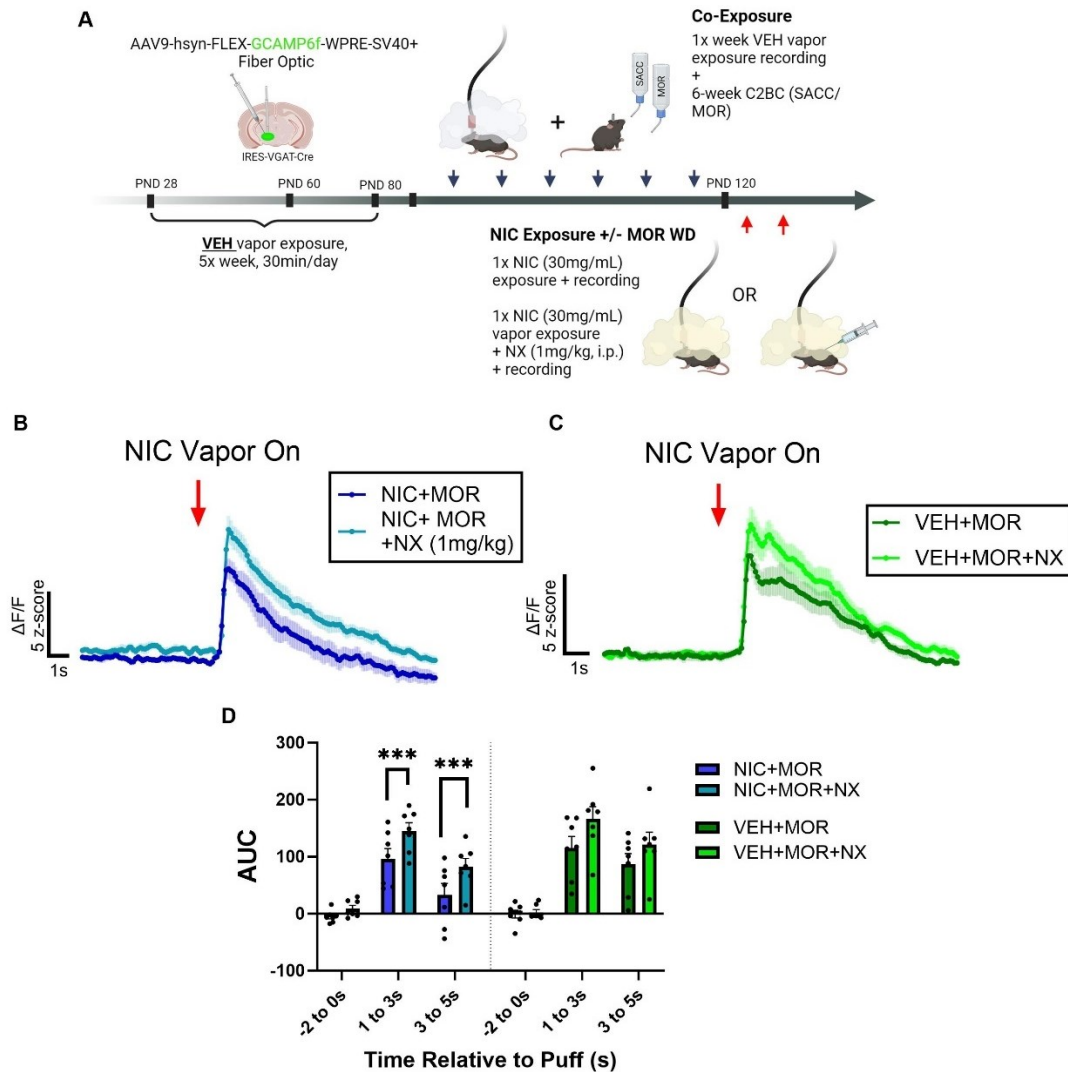 A
AAV9-hsyn-FLEX-GCAMP6f-WPRE-SV40+
Fiber Optic
IRES-VGAT-Cre
SACC
MOR
+
Co-Exposure
1x week VEH vapor
exposure recording
+
6-week C2BC (SACC/
MOR)
PND 28
PND 60
PND 80
PND 120
VEH vapor exposure,
5x week, 30min/day
NIC Exposure +/- MOR WD
1x NIC (30mg/mL)
exposure + recording
1x NIC (30mg/mL)
vapor exposure
+ NX (1mg/kg, i.p.)
+ recording
OR
B
NIC Vapor On
NIC+MOR
NIC+ MOR
+NX (1mg/kg)
ΔF/F
5 z-score
1s
C
NIC Vapor On
VEH+MOR
VEH+MOR+NX
ΔF/F
5 z-score
1s
D
AUC
300
200
100
0
-100
***
***
-2 to 0s
1 to 3s
3 to 5s
-2 to 0s
1 to 3s
3 to 5s
Time Relative to Puff (s)
NIC+MOR
NIC+MOR+NX
VEH+MOR
VEH+MOR+NX